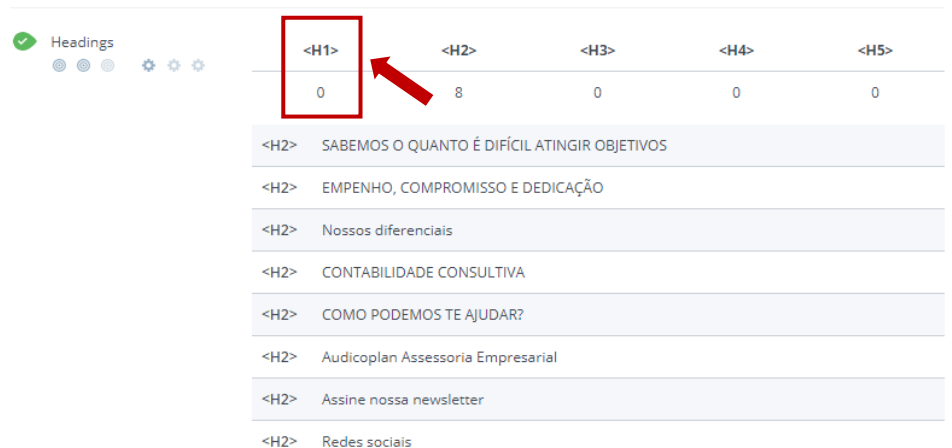 Headings
<H1> <H2> <H3> <H4> <H5>
0 8 0 0 0
<H2> SABEMOS O QUANTO É DIFÍCIL ATINGIR OBJETIVOS
<H2> EMPENHO, COMPROMISSO E DEDICAÇÃO
<H2> Nossos diferenciais
<H2> CONTABILIDADE CONSULTIVA
<H2> COMO PODEMOS TE AJUDAR?
<H2> Audicoplan Assessoria Empresarial
<H2> Assine nossa newsletter
<H2> Redes sociais